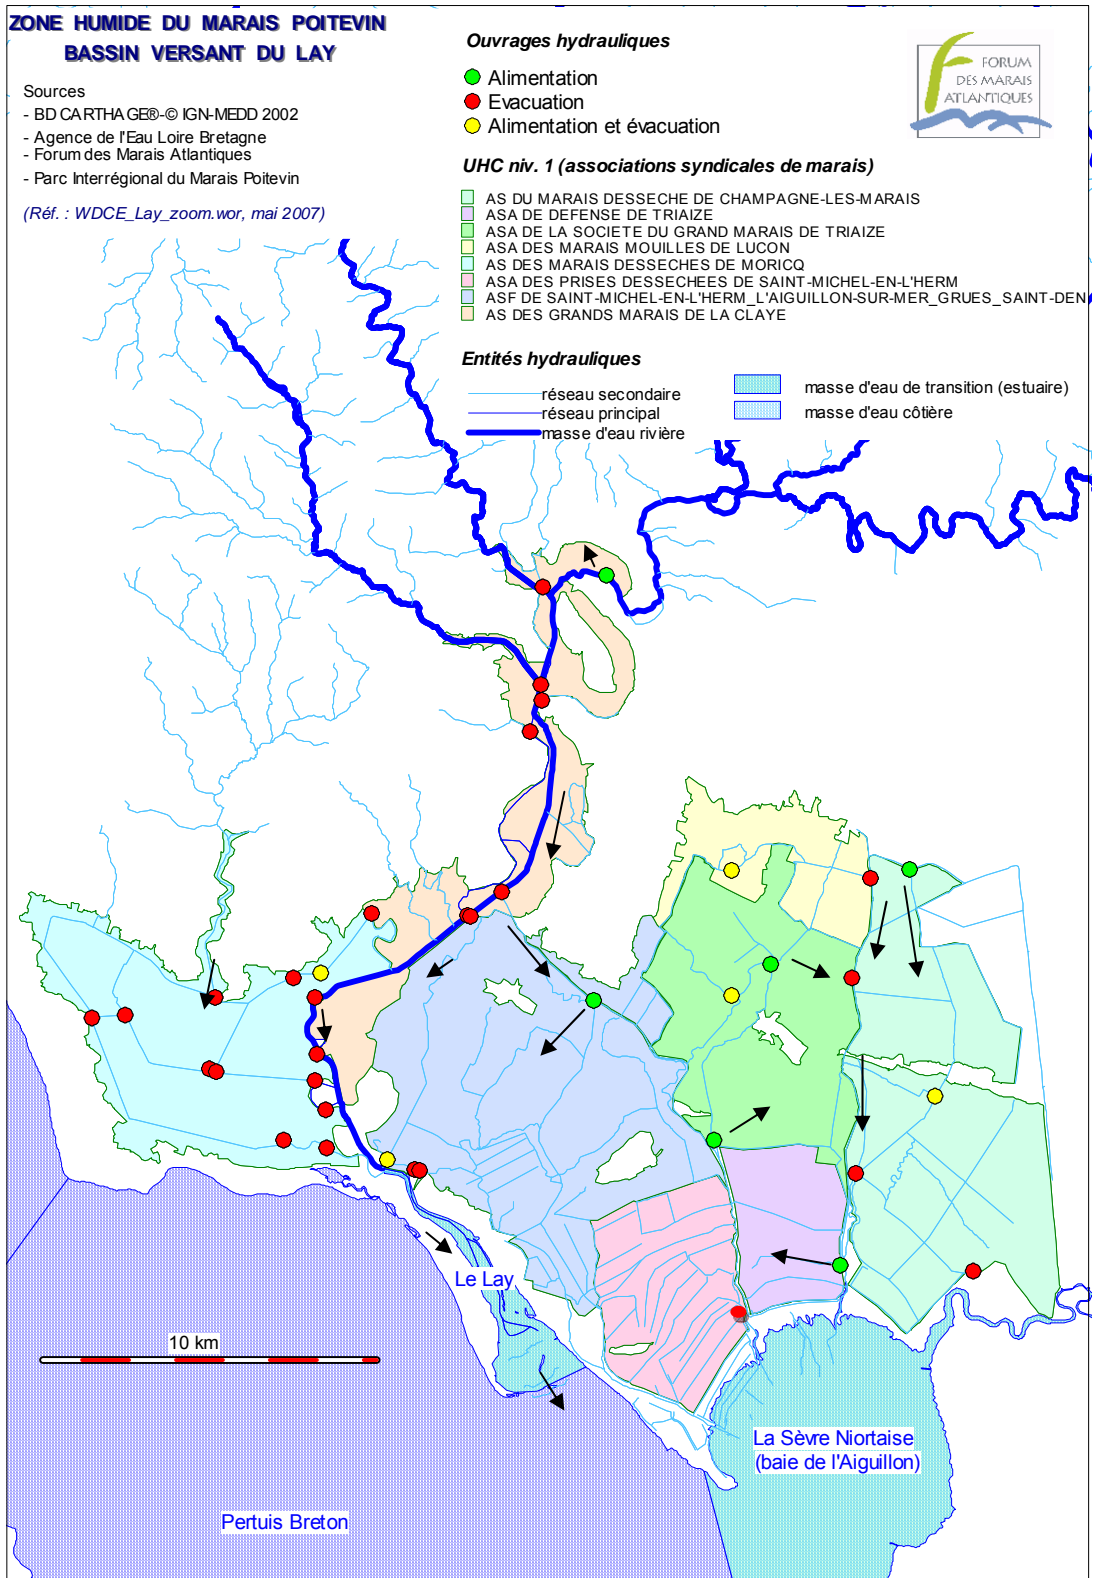 ZONE HUMIDE DU MARAIS POITEVIN
BASSIN VERSANT DU LAY
Sources
- BD CARTHAGE®-© IGN-MEDD 2002
- Agence de l'Eau Loire Bretagne
- Forum des Marais Atlantiques
- Parc Interrégional du Marais Poitevin
(Réf. : WDCE_Lay_zoom.wor, mai 2007)
Ouvrages hydrauliques
Alimentation
Evacuation
Alimentation et évacuation
FORUM
DES MARAIS
ATLANTIQUES
UHC niv. 1 (associations syndicales de marais)
AS DU MARAIS DESSECHE DE CHAMPAGNE-LES-MARAIS
ASA DE DEFENSE DE TRIAIZE
ASA DE LA SOCIETE DU GRAND MARAIS DE TRIAIZE
ASA DES MARAIS MOUILLES DE LUCON
AS DES MARAIS DESSECHES DE MORICQ
ASA DES PRISES DESSECHEES DE SAINT-MICHEL-EN-L'HERM
ASF DE SAINT-MICHEL-EN-L'HERM_L'AIGUILLON-SUR-MER_GRUES_SAINT-DEN
AS DES GRANDS MARAIS DE LA CLAYE
Entités hydrauliques
réseau secondaire
réseau principal
masse d'eau rivière
masse d'eau de transition (estuaire)
masse d'eau côtière
Le Lay
10 km
La Sèvre Niortaise
(baie de l'Aiguillon)
Pertuis Breton